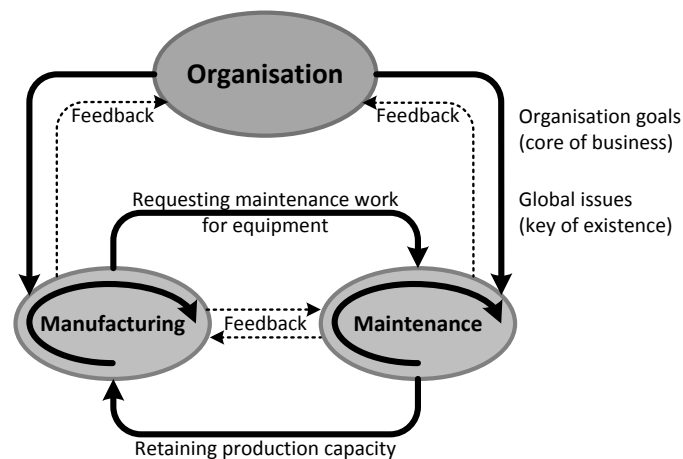 Organisation
Feedback
Feedback
Organisation goals
(core of business)
Requesting maintenance work
for equipment
Global issues
(key of existence)
Manufacturing
Feedback
Maintenance
Retaining production capacity